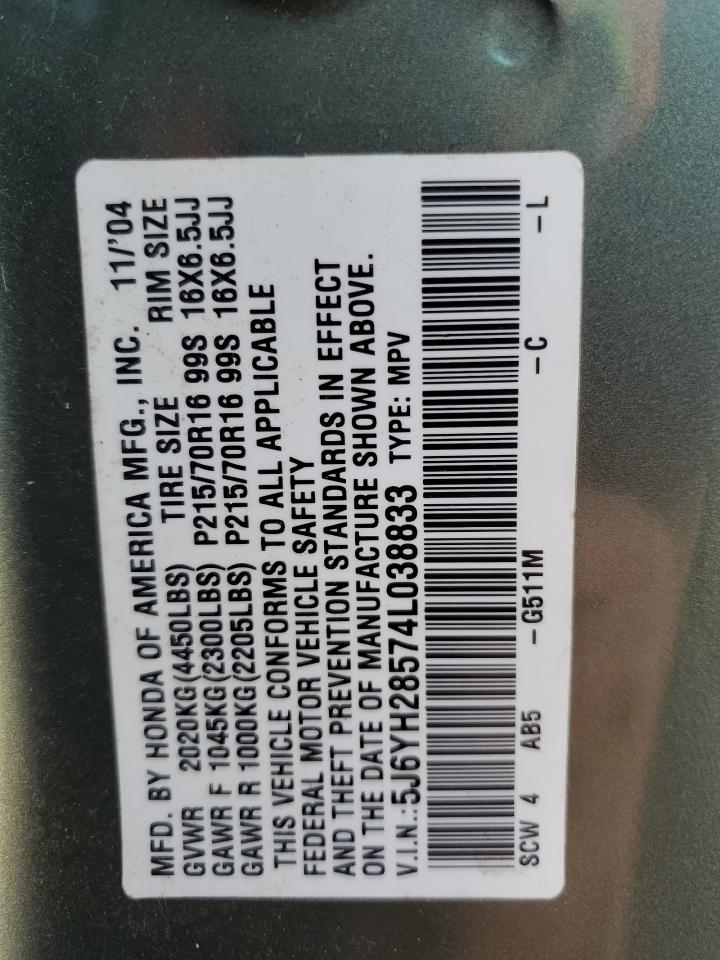 MFD. BY HONDA OF AMERICA MFG., INC. 11/'04
GVWR 2020KG(4450LBS) TIRE SIZE RIM SIZE
GAWR F 1045KG(2300LBS) P215/70R16 99S 16X6.5JJ
GAWR R 1000KG(2205LBS) P215/70R16 99S 16X6.5JJ
THIS VEHICLE CONFORMS TO ALL APPLICABLE
FEDERAL MOTOR VEHICLE SAFETY
AND THEFT PREVENTION STANDARDS IN EFFECT
ON THE DATE OF MANUFACTURE SHOWN ABOVE.
V.I.N.:5J6YH28574L038833 TYPE: MPV
SCW 4 AB5 -G511M -C -L